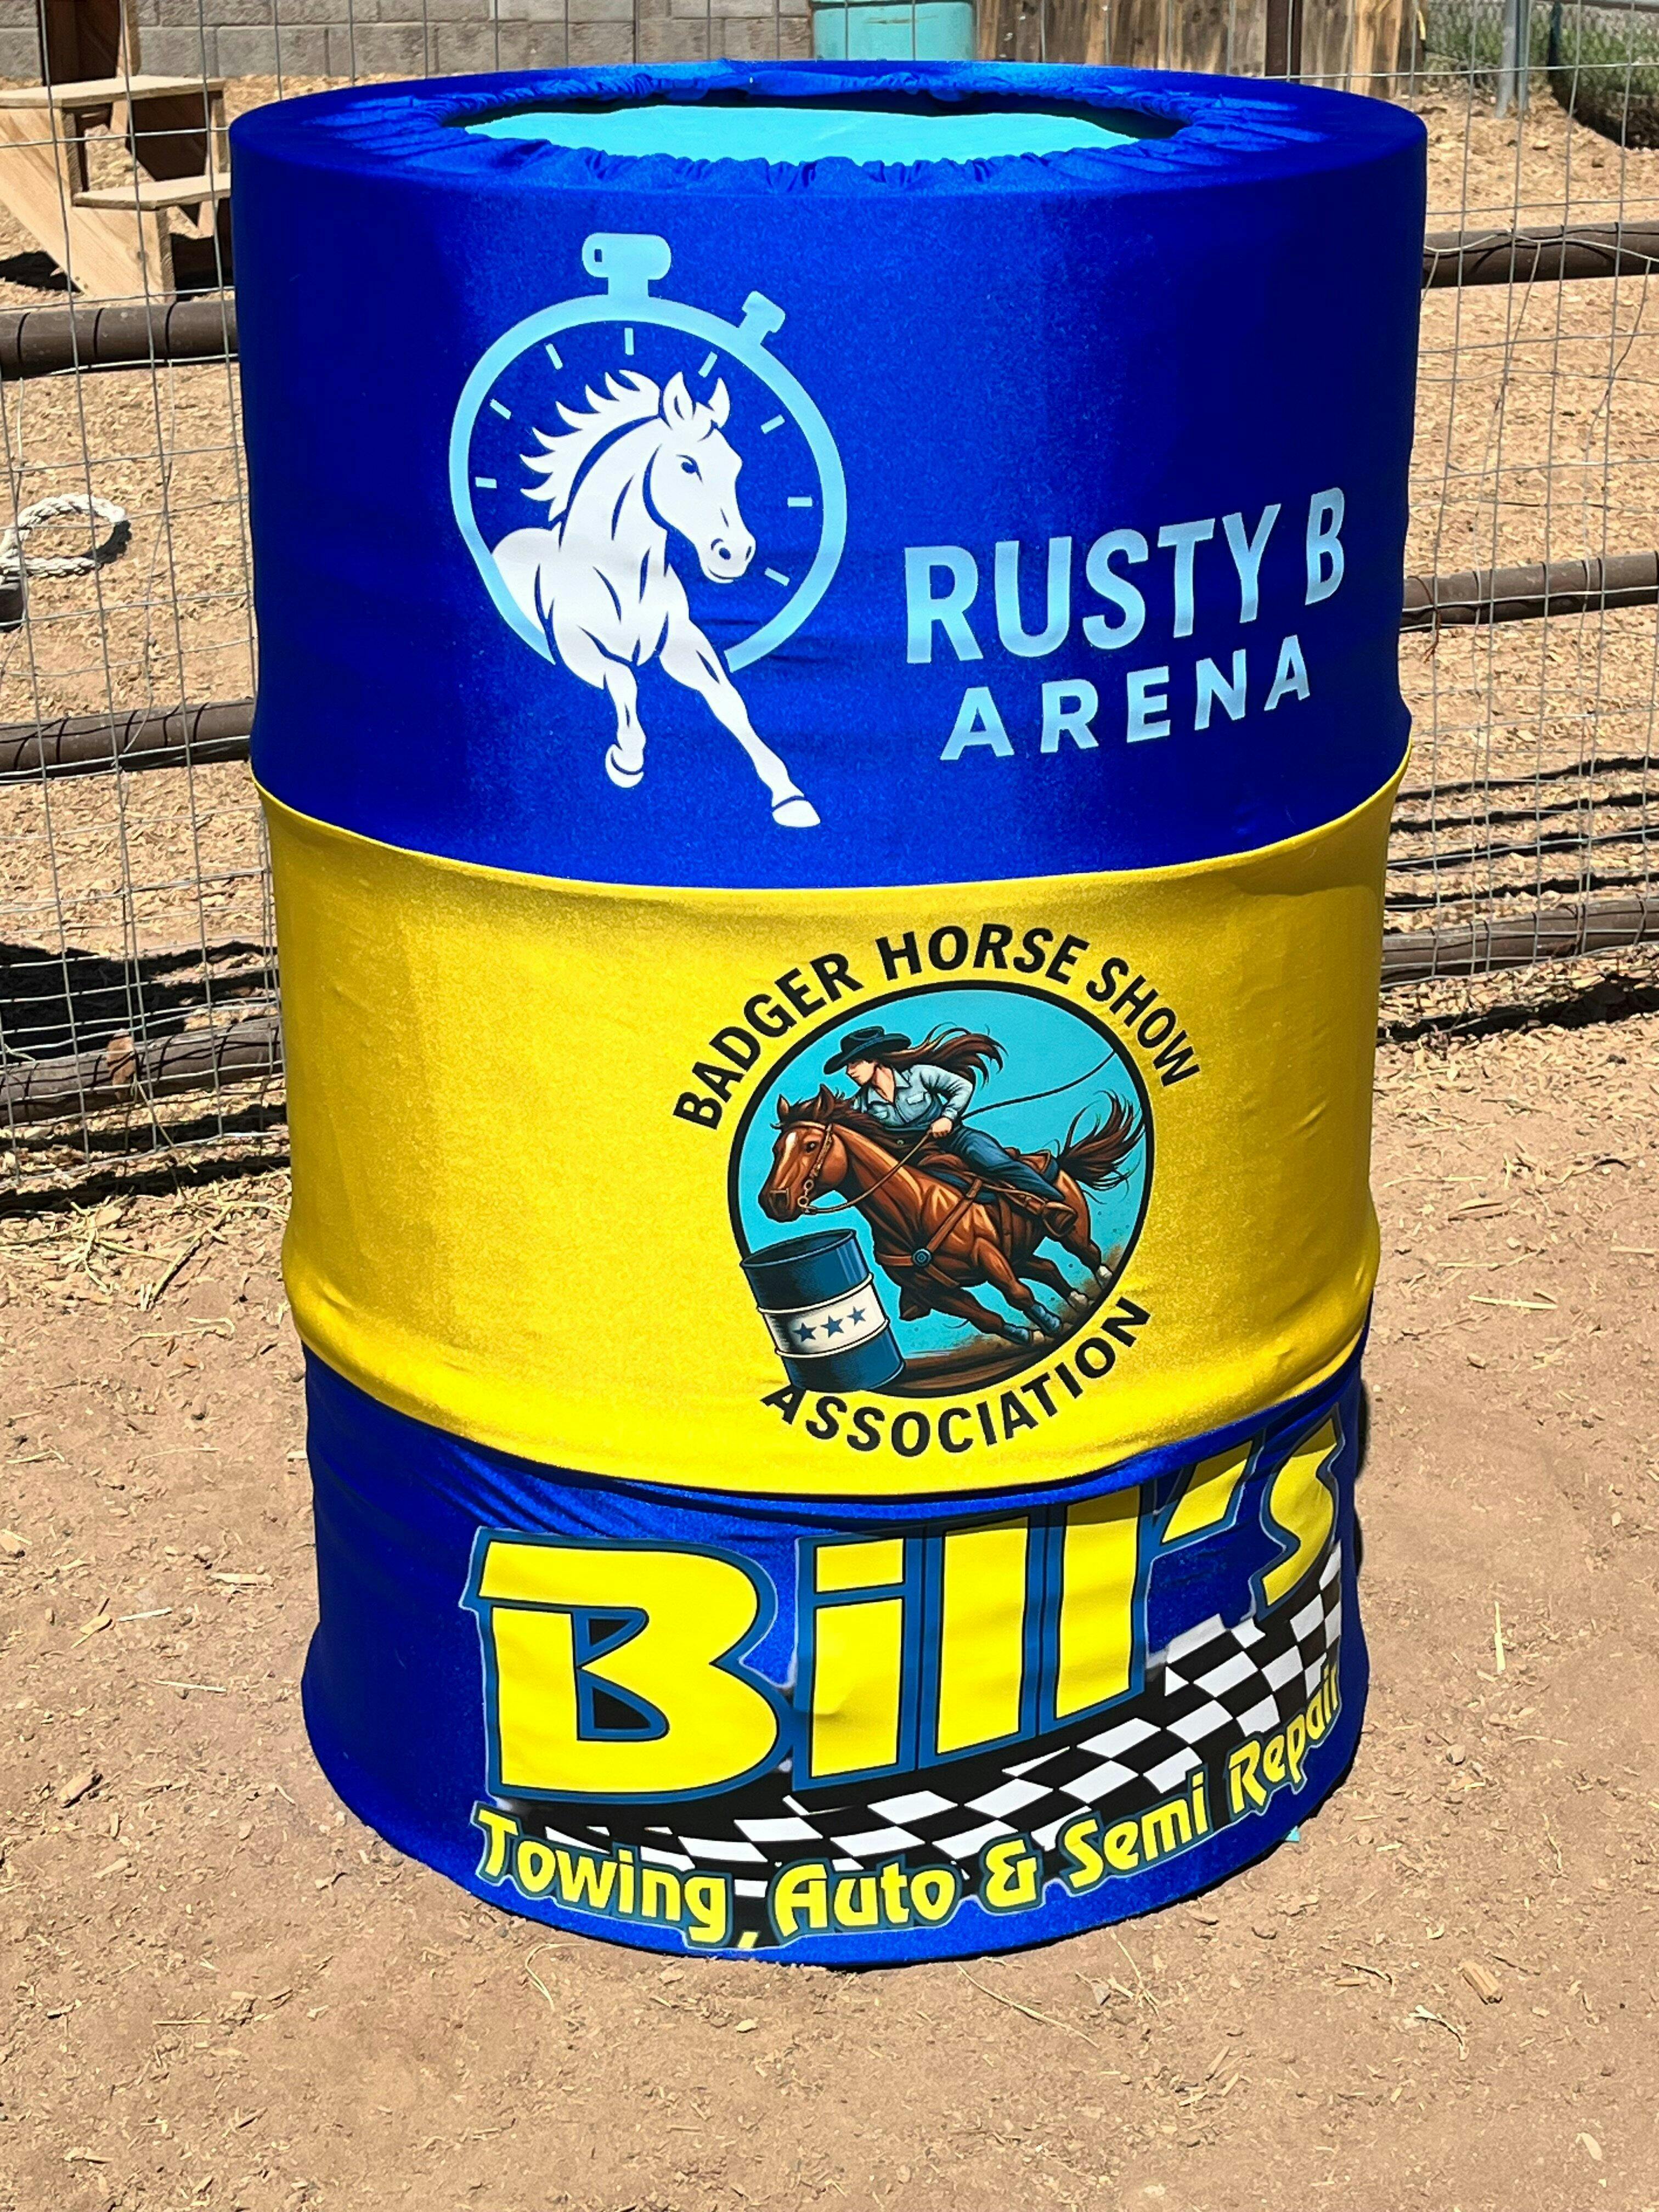 RUSTY B
ARENA
BADGER HORSE SHOW
ASSOCIATION
Bill's
Towing, Auto & Semi Repair